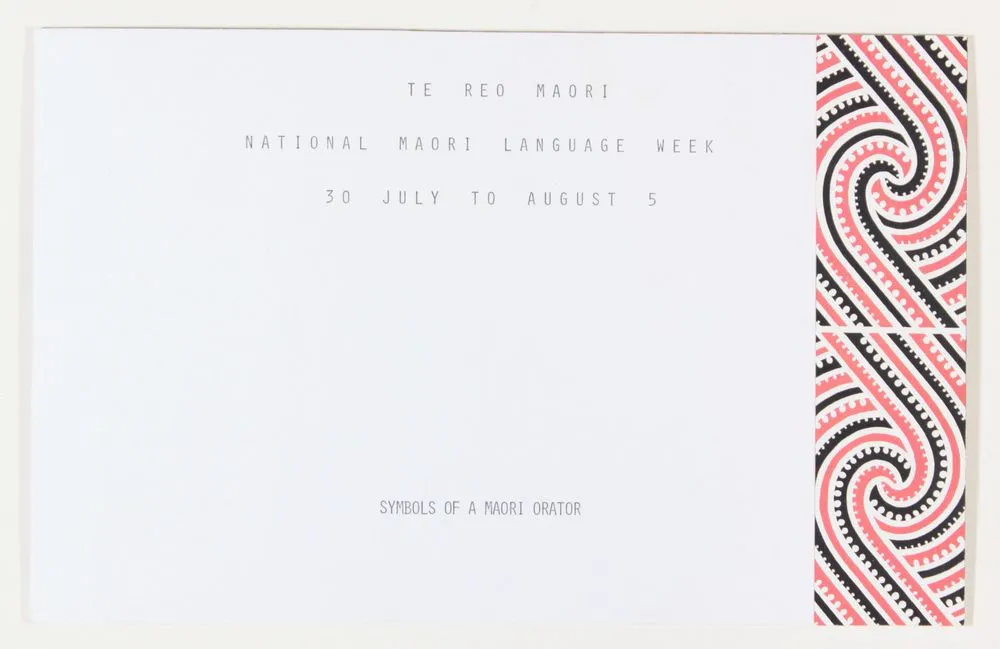 TE REO MAORI
NATIONAL MAORI LANGUAGE WEEK
30 JULY TO AUGUST 5
SYMBOLS OF A MAORI ORATOR